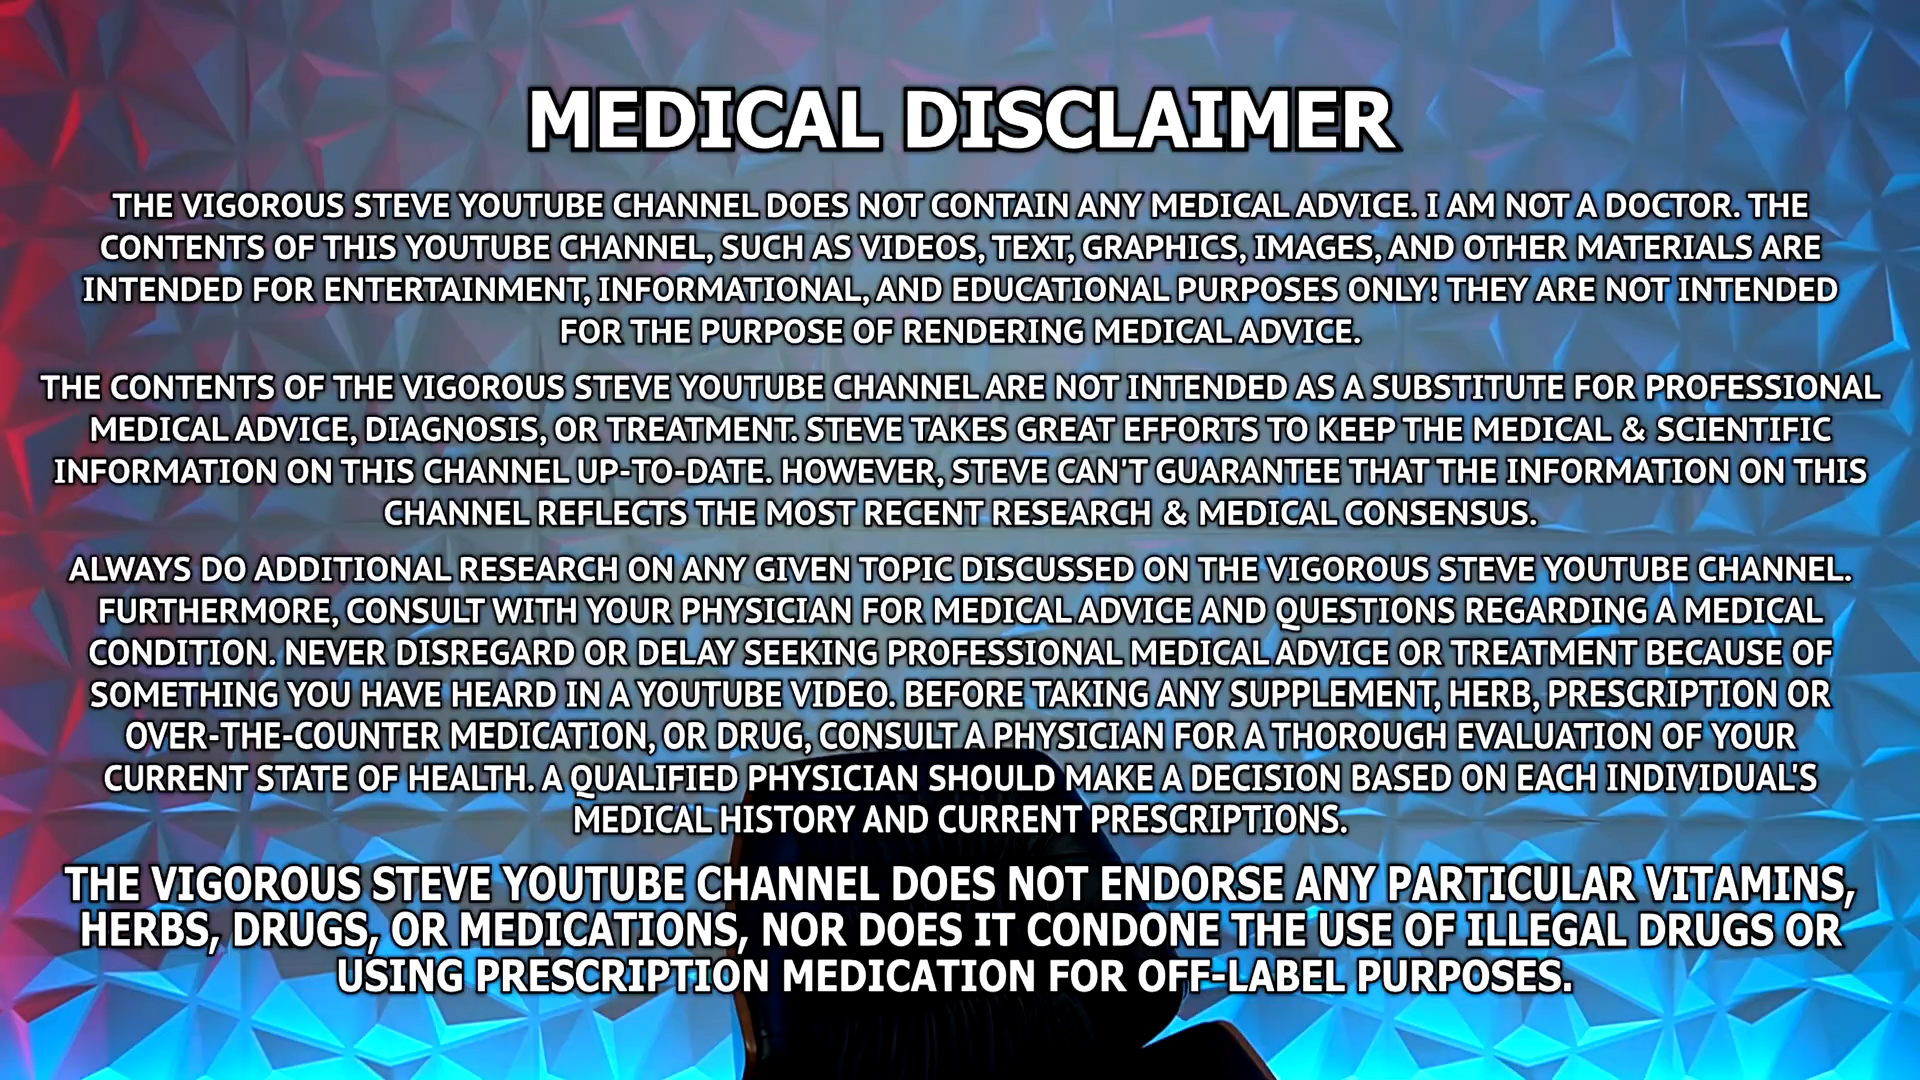 MEDICAL DISCLAIMER
THE VIGOROUS STEVE YOUTUBE CHANNEL DOES NOT CONTAIN ANY MEDICAL ADVICE. I AM NOT A DOCTOR. THE
CONTENTS OF THIS YOUTUBE CHANNEL, SUCH AS VIDEOS, TEXT, GRAPHICS, IMAGES, AND OTHER MATERIALS ARE
INTENDED FOR ENTERTAINMENT, INFORMATIONAL, AND EDUCATIONAL PURPOSES ONLY! THEY ARE NOT INTENDED
FOR THE PURPOSE OF RENDERING MEDICAL ADVICE.
THE CONTENTS OF THE VIGOROUS STEVE YOUTUBE CHANNEL ARE NOT INTENDED AS A SUBSTITUTE FOR PROFESSIONAL
MEDICAL ADVICE, DIAGNOSIS, OR TREATMENT. STEVE TAKES GREAT EFFORTS TO KEEP THE MEDICAL & SCIENTIFIC
INFORMATION ON THIS CHANNEL UP-TO-DATE. HOWEVER, STEVE CAN'T GUARANTEE THAT THE INFORMATION ON THIS
CHANNEL REFLECTS THE MOST RECENT RESEARCH & MEDICAL CONSENSUS.
ALWAYS DO ADDITIONAL RESEARCH ON ANY GIVEN TOPIC DISCUSSED ON THE VIGOROUS STEVE YOUTUBE CHANNEL.
FURTHERMORE, CONSULT WITH YOUR PHYSICIAN FOR MEDICAL ADVICE AND QUESTIONS REGARDING A MEDICAL
CONDITION. NEVER DISREGARD OR DELAY SEEKING PROFESSIONAL MEDICAL ADVICE OR TREATMENT BECAUSE OF
SOMETHING YOU HAVE HEARD IN A YOUTUBE VIDEO. BEFORE TAKING ANY SUPPLEMENT, HERB, PRESCRIPTION OR
OVER-THE-COUNTER MEDICATION, OR DRUG, CONSULT A PHYSICIAN FOR A THOROUGH EVALUATION OF YOUR
CURRENT STATE OF HEALTH. A QUALIFIED PHYSICIAN SHOULD MAKE A DECISION BASED ON EACH INDIVIDUAL'S
MEDICAL HISTORY AND CURRENT PRESCRIPTIONS.
THE VIGOROUS STEVE YOUTUBE CHANNEL DOES NOT ENDORSE ANY PARTICULAR VITAMINS,
HERBS, DRUGS, OR MEDICATIONS, NOR DOES IT CONDONE THE USE OF ILLEGAL DRUGS OR
USING PRESCRIPTION MEDICATION FOR OFF-LABEL PURPOSES.